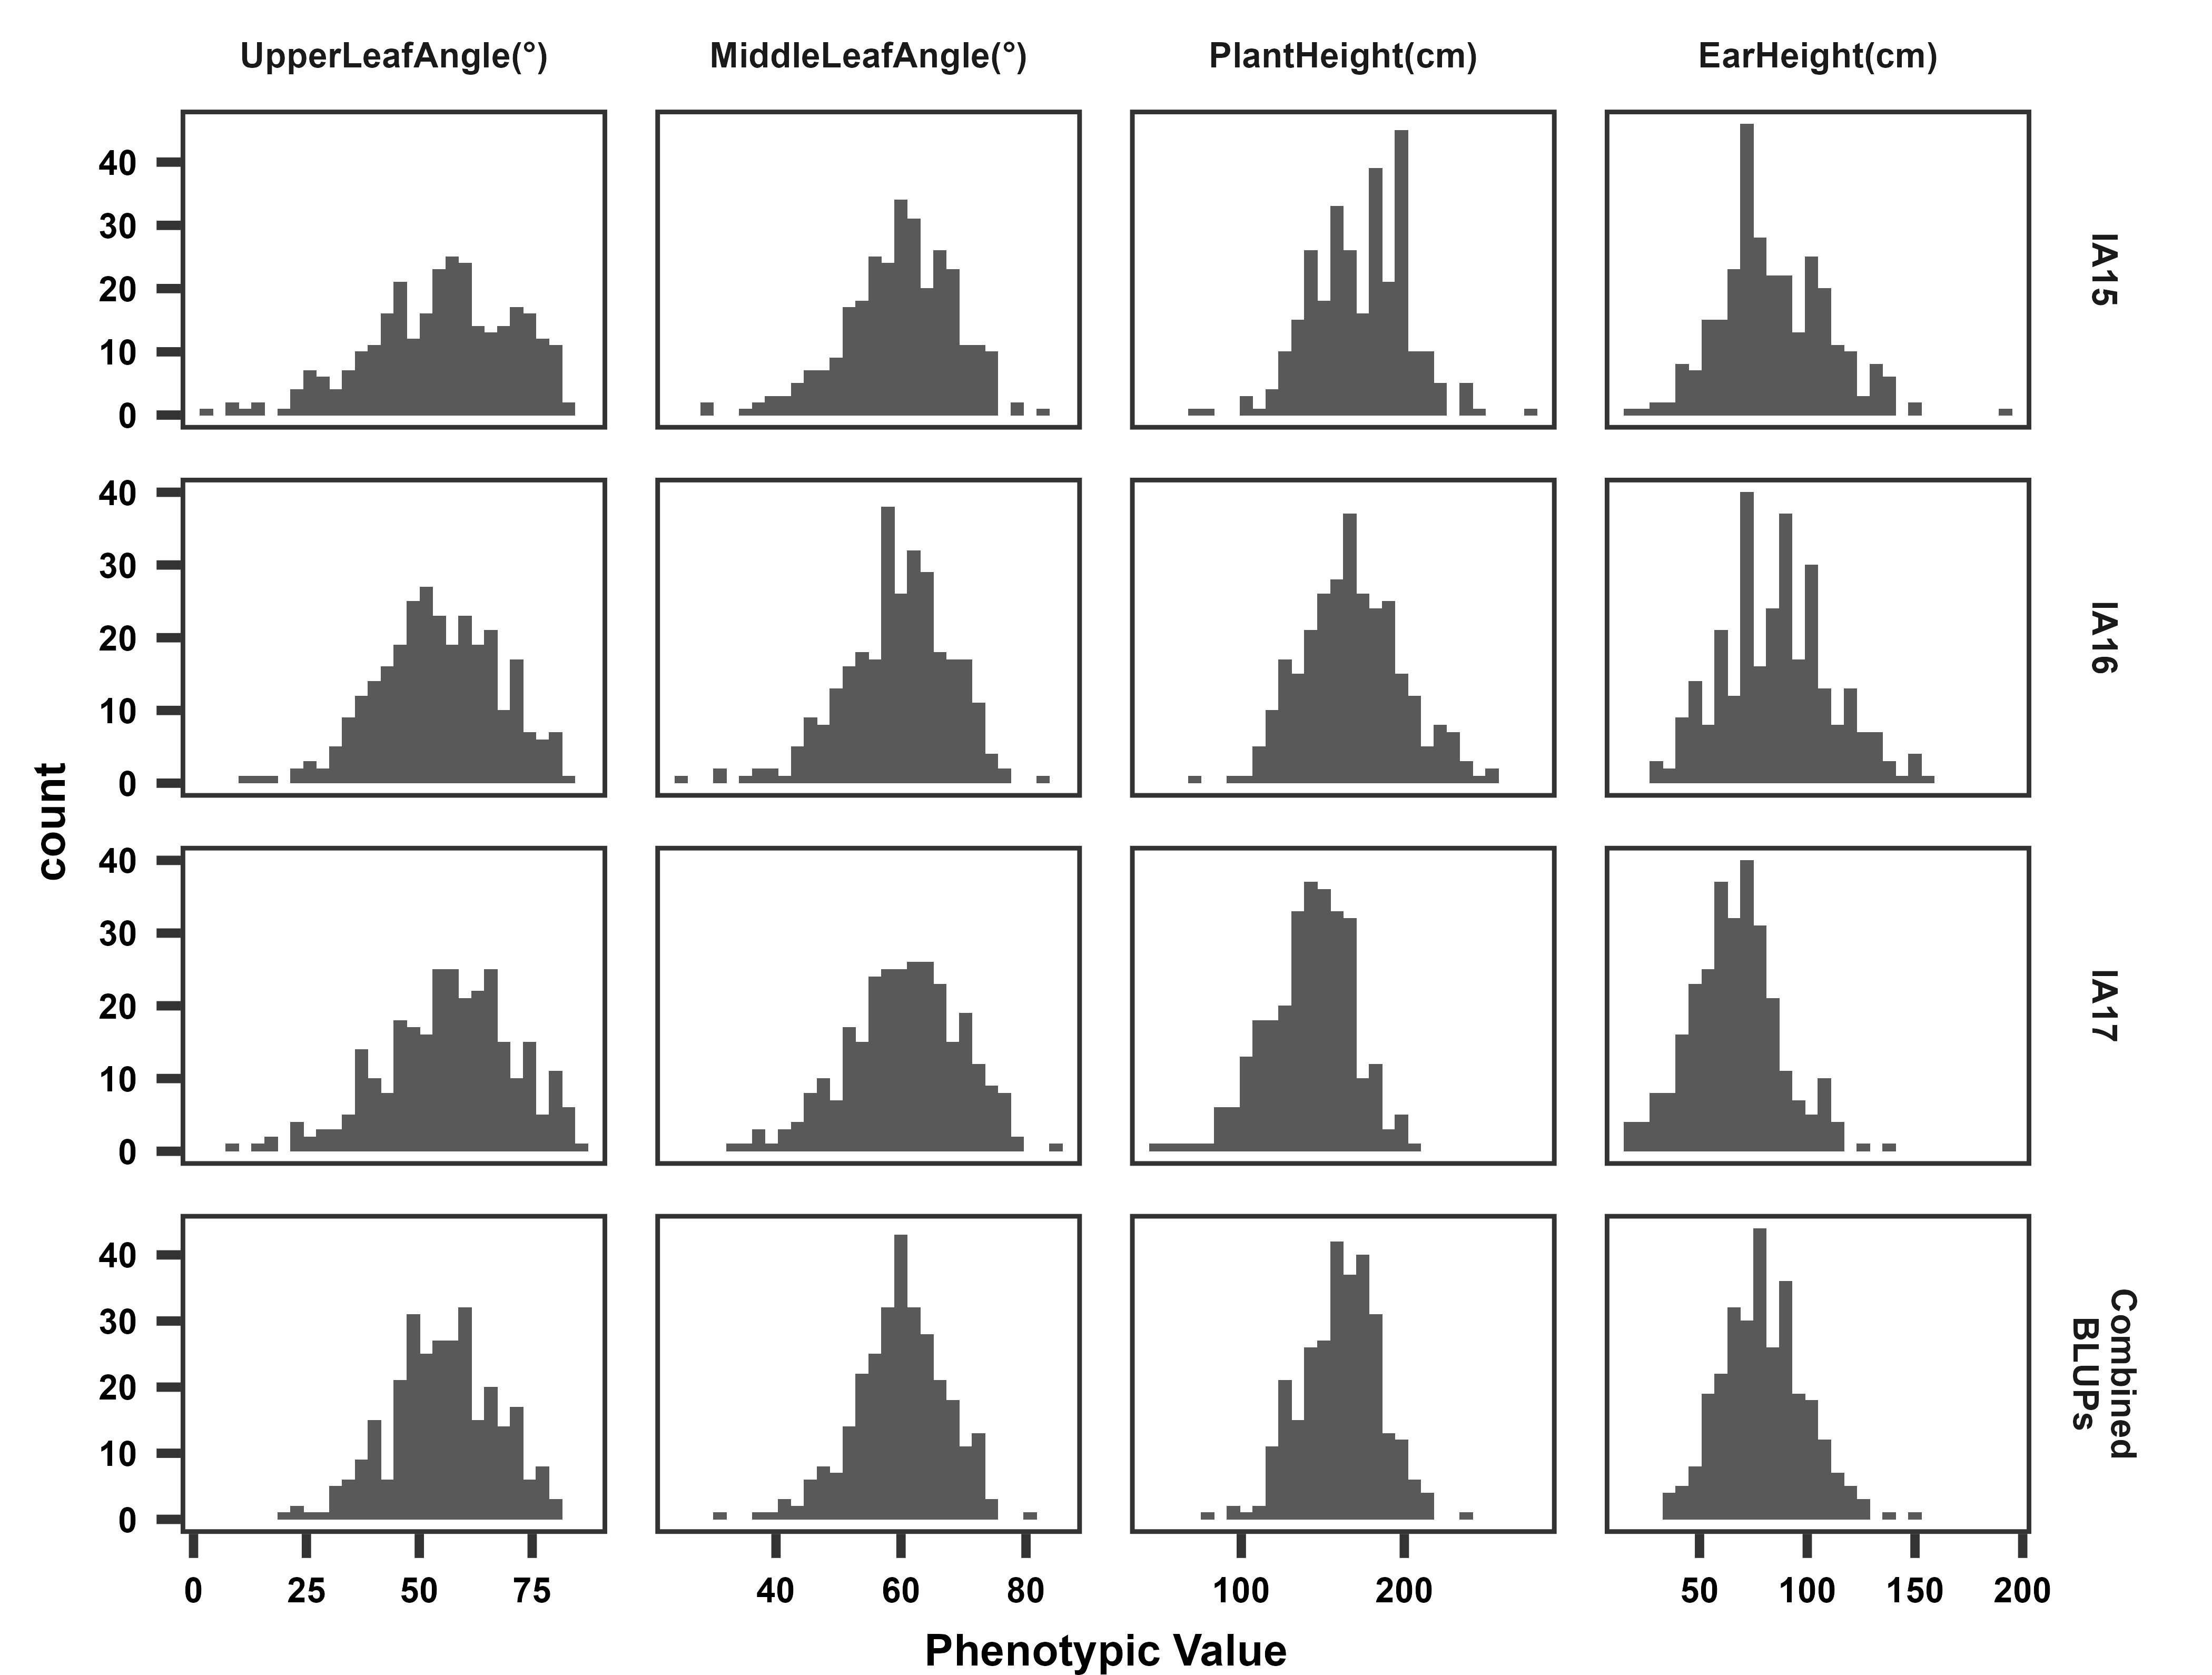 UpperLeafAngle(°) MiddleLeafAngle(°) PlantHeight(cm) EarHeight(cm)
40
30
20
10
0
IA15
40
30
20
10
0
IA16
count
40
30
20
10
0
IA17
40
30
20
10
0
Combined
BLUPs
0 25 50 75 40 60 80 100 200 50 100 150 200
Phenotypic Value